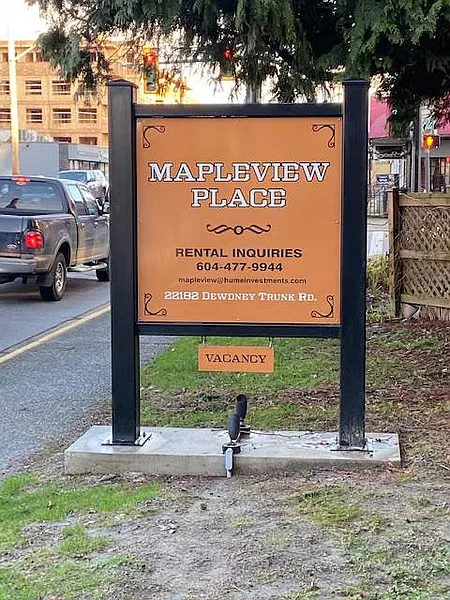 MAPLEVIEW
PLACE
RENTAL INQUIRIES
604-477-9944
mapleview@humeinvestments.com
22182 DEWDNEY TRUNK RD.
VACANCY